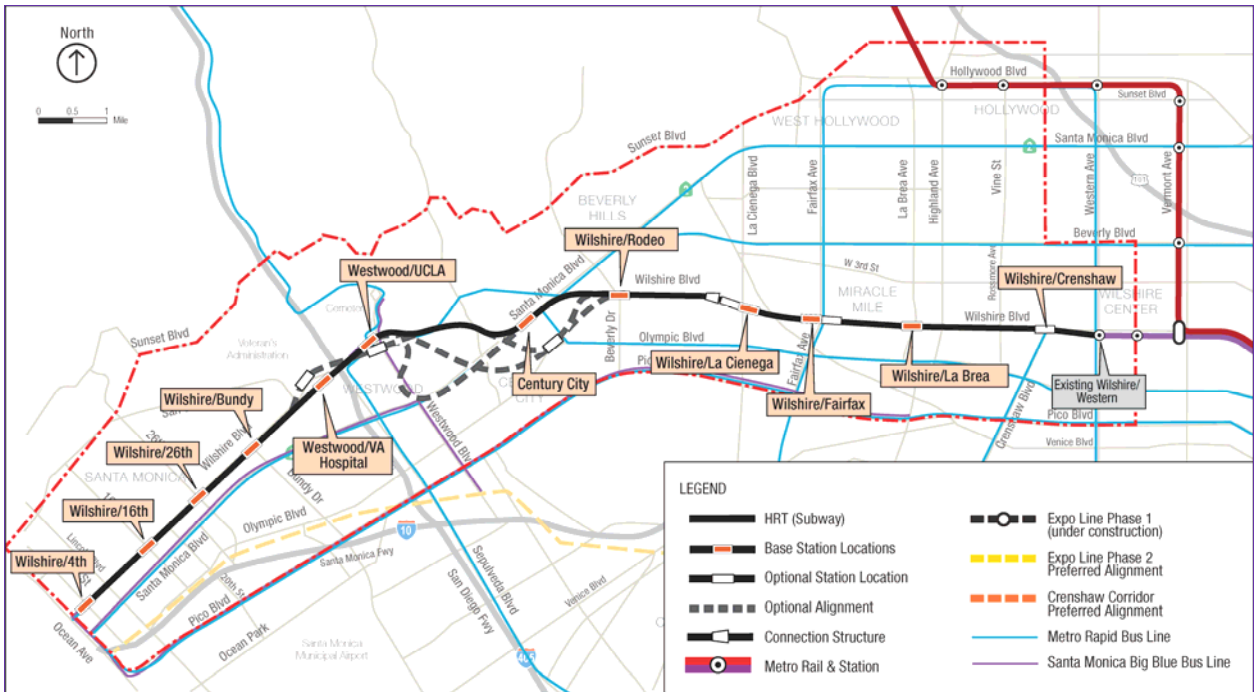 North
0 0.5 1
Mile
Hollywood Blvd
Sunset Blvd
HOLLYWOOD
WEST HOLLYWOOD
Sunset Blvd
Santa Monica Blvd
La Cienega Blvd
Fairfax Ave
La Brea Ave
Highland Ave
Vine St
Western Ave
Vermont Ave
101
BEVERLY
HILLS
Beverly Blvd
Wilshire/Rodeo
Westwood/UCLA
Santa Monica Blvd
Wilshire Blvd
W 3rd St
Rossmore Ave
Wilshire/Crenshaw
MIRACLE
MILE
WILSHIRE
CENTER
Wilshire Blvd
Sunset Blvd
Veteran's
Administration
Beverly Dr
Olympic Blvd
Fairfax Ave
Wilshire/La Cienega
Wilshire/La Brea
Existing Wilshire/
Western
WESTWOOD
CITY
Century City
Wilshire/Fairfax
Crenshaw Blvd
Pico Blvd
Venice Blvd
Wilshire/Bundy
Westwood/VA
Hospital
Westwood Blvd
Wilshire Blvd
Wilshire/26th
SANTA MONICA
Bundy Dr
Wilshire/16th
Olympic Blvd
10
Santa Monica Fwy
Wilshire/4th
Santa Monica Blvd
20th St
Pico Blvd
Sepulveda Blvd
San Diego Fwy
Venice Blvd
Ocean Ave
Ocean Park
Santa Monica
Municipal Airport
405
LEGEND
HRT (Subway)
Base Station Locations
Optional Station Location
Optional Alignment
Connection Structure
Metro Rail & Station
Expo Line Phase 1
(under construction)
Expo Line Phase 2
Preferred Alignment
Crenshaw Corridor
Preferred Alignment
Metro Rapid Bus Line
Santa Monica Big Blue Bus Line